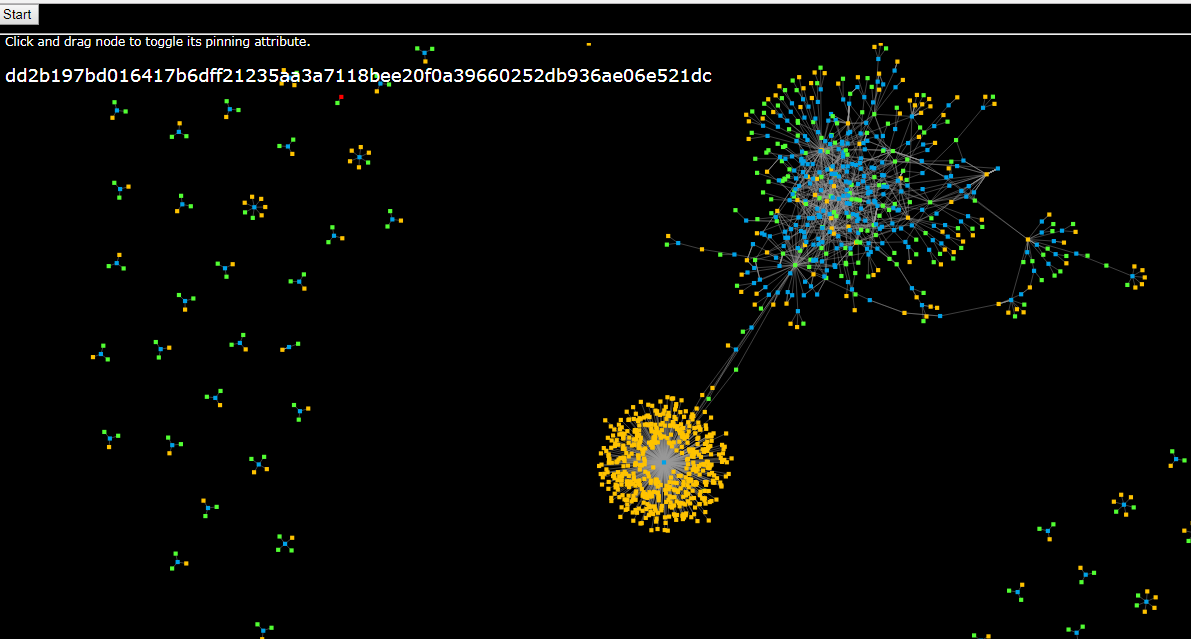 Start
Click and drag node to toggle its pinning attribute.
dd2b197bd016417b6dff21235aa3a7118bee20f0a39660252db936ae06e521dc